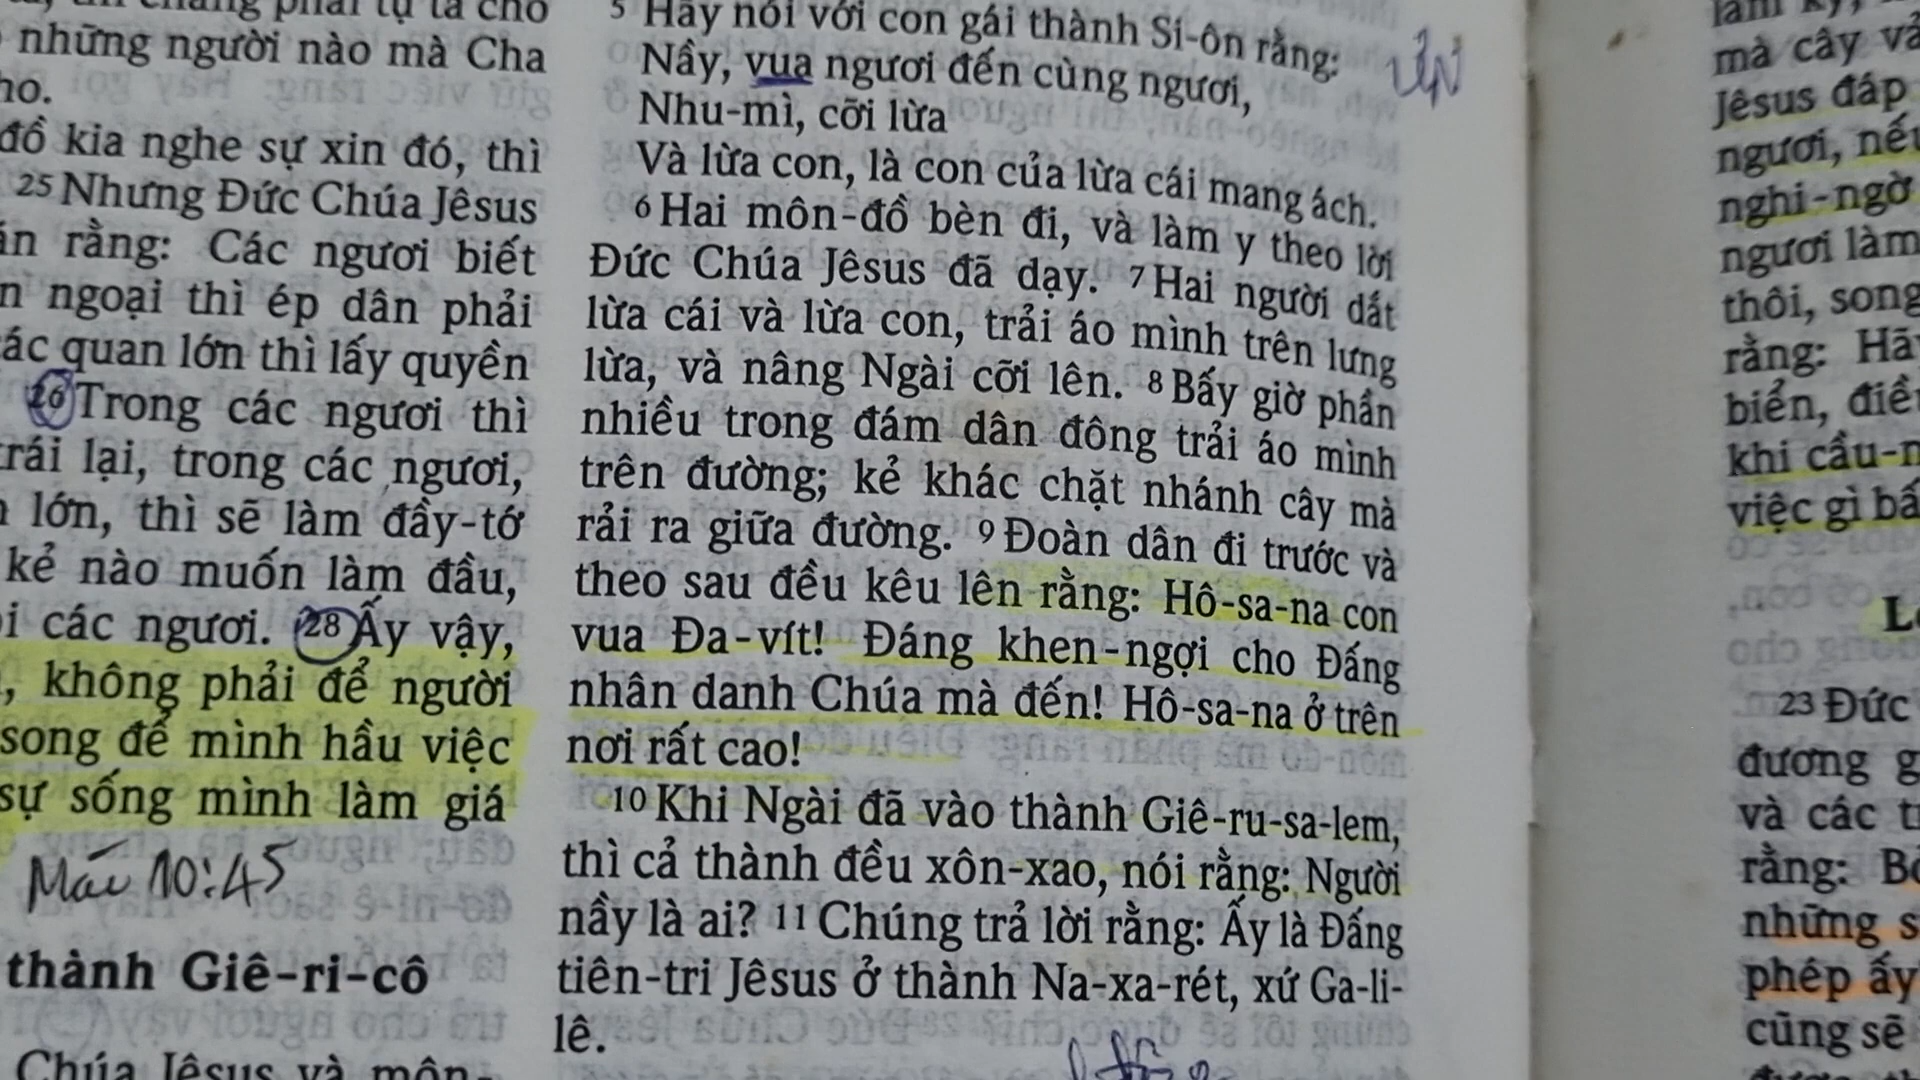 những người nào mà Cha
đồ kia nghe sự xin đó, thì
25 Nhưng Đức Chúa Jêsus
rằng: Các ngươi biết
ngoại thì ép dân phải
quan lớn thì lấy quyền
26 Trong các ngươi thì
lại, trong các ngươi,
lớn, thì sẽ làm đầy-tớ
kẻ nào muốn làm đầu,
các ngươi. 28 Ấy vậy,
, không phải để người
song để mình hầu việc
sự sống mình làm giá
Mác 10:45
thành Giê-ri-cô
Chúa Jêsus và môn-
5 Hãy nói với con gái thành Si-ôn rằng:
Nầy, vua ngươi đến cùng ngươi,
Nhu-mì, cỡi lừa
Và lừa con, là con của lừa cái mang ách.
6 Hai môn-đồ bèn đi, và làm y theo lời
Đức Chúa Jêsus đã dạy. 7 Hai người dắt
lừa cái và lừa con, trải áo mình trên lưng
lừa, và nâng Ngài cỡi lên. 8 Bấy giờ phần
nhiều trong đám dân đông trải áo mình
trên đường; kẻ khác chặt nhánh cây mà
rải ra giữa đường. 9 Đoàn dân đi trước và
theo sau đều kêu lên rằng: Hô-sa-na con
vua Đa-vít! Đáng khen-ngợi cho Đấng
nhân danh Chúa mà đến! Hô-sa-na ở trên
nơi rất cao!
10 Khi Ngài đã vào thành Giê-ru-sa-lem,
thì cả thành đều xôn-xao, nói rằng: Người
nầy là ai? 11 Chúng trả lời rằng: Ấy là Đấng
tiên-tri Jêsus ở thành Na-xa-rét, xứ Ga-li-
lê.
mà cây
Jêsus đáp
ngươi, nếu
nghi-ngờ
ngươi làm
thôi, song
rằng:
biển,
khi
việc gì
23 Đức
đương
và các
rằng:
những
phép ấy
cũng sẽ